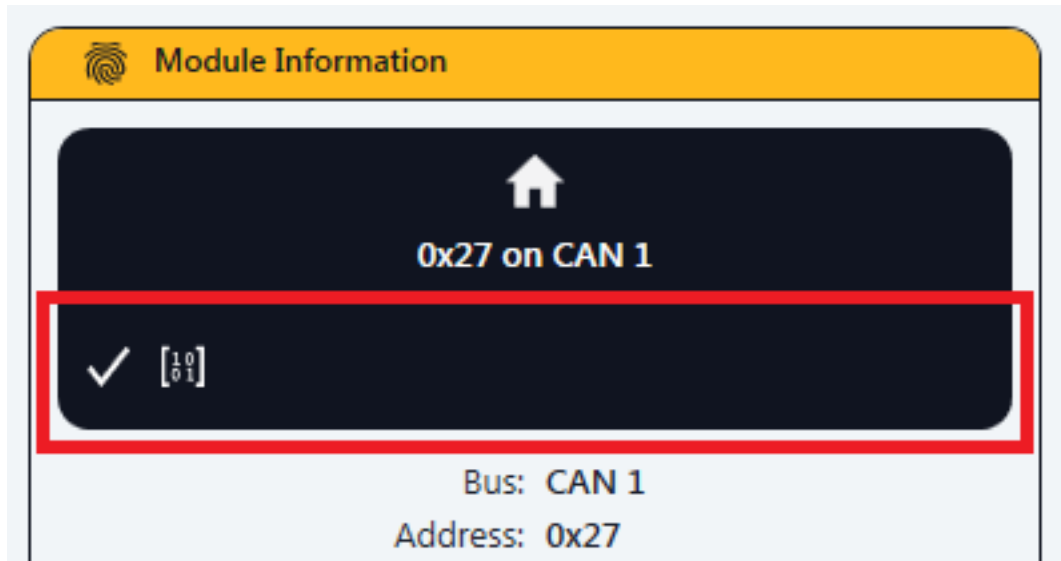 Module Information
0x27 on CAN 1
[10
01]
Bus: CAN 1
Address: 0x27